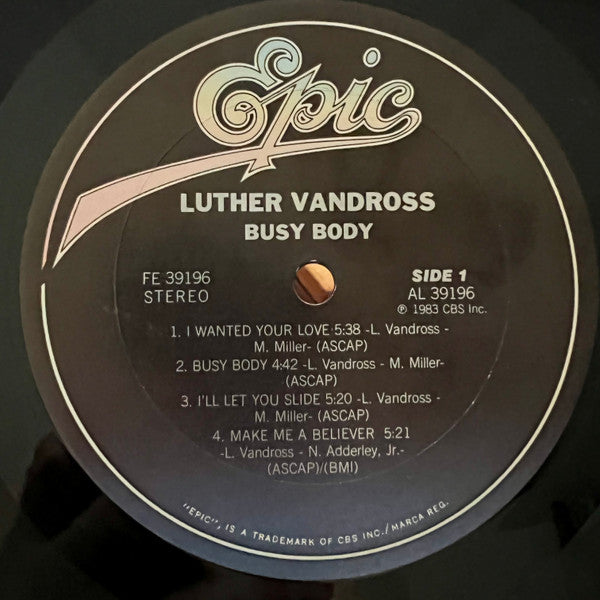 Epic
LUTHER VANDROSS
BUSY BODY
FE 39196
STEREO
SIDE 1
AL 39196
℗ 1983 CBS Inc.
1. I WANTED YOUR LOVE 5:38 -L. Vandross -
M. Miller- (ASCAP)
2. BUSY BODY 4:42 -L. Vandross - M. Miller-
(ASCAP)
3. I'LL LET YOU SLIDE 5:20 -L. Vandross -
M. Miller- (ASCAP)
4. MAKE ME A BELIEVER 5:21
-L. Vandross - N. Adderley, Jr.-
(ASCAP)/(BMI)
"EPIC", IS A TRADEMARK OF CBS INC./MARCA REG.